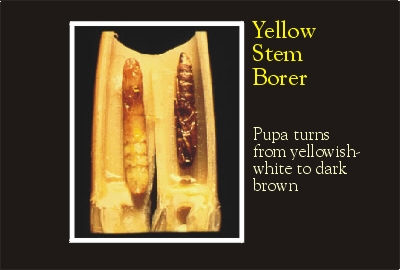 Yellow
Stem
Borer
Pupa turns
from yellowish-
white to dark
brown